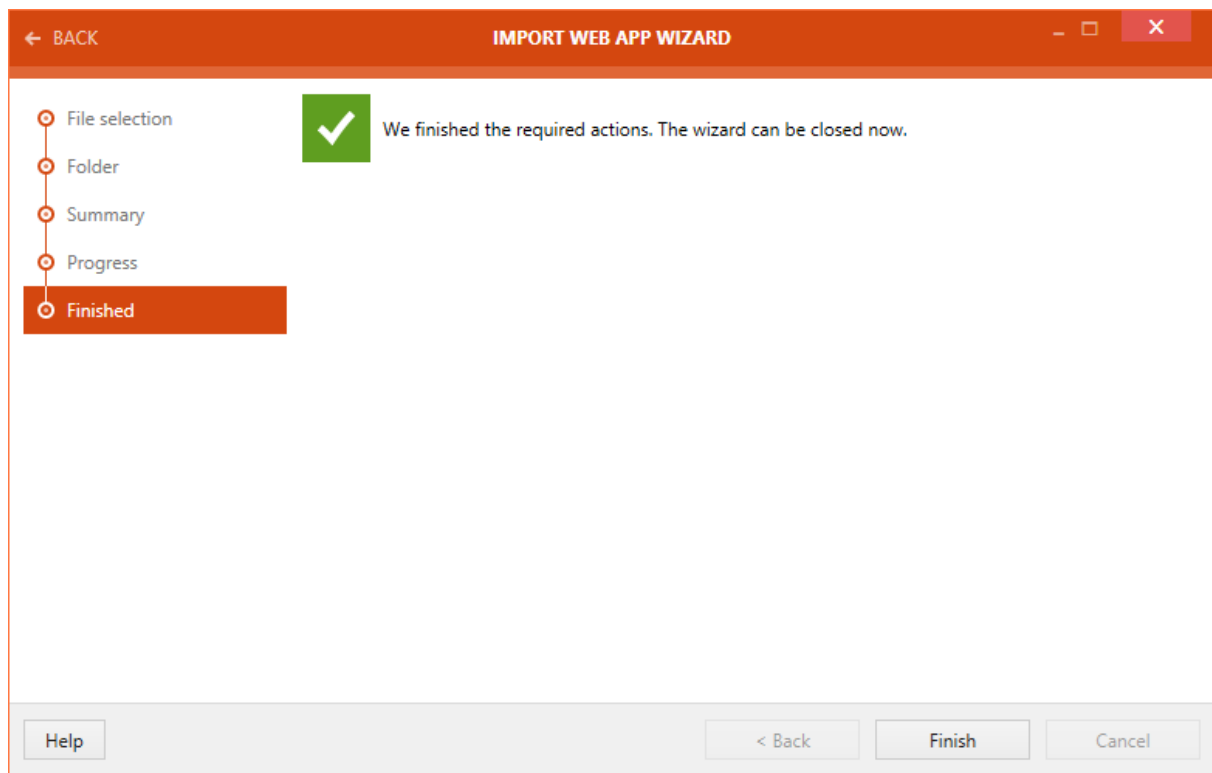 ← BACK
IMPORT WEB APP WIZARD
File selection
Folder
Summary
Progress
Finished
We finished the required actions. The wizard can be closed now.
Help
< Back
Finish
Cancel